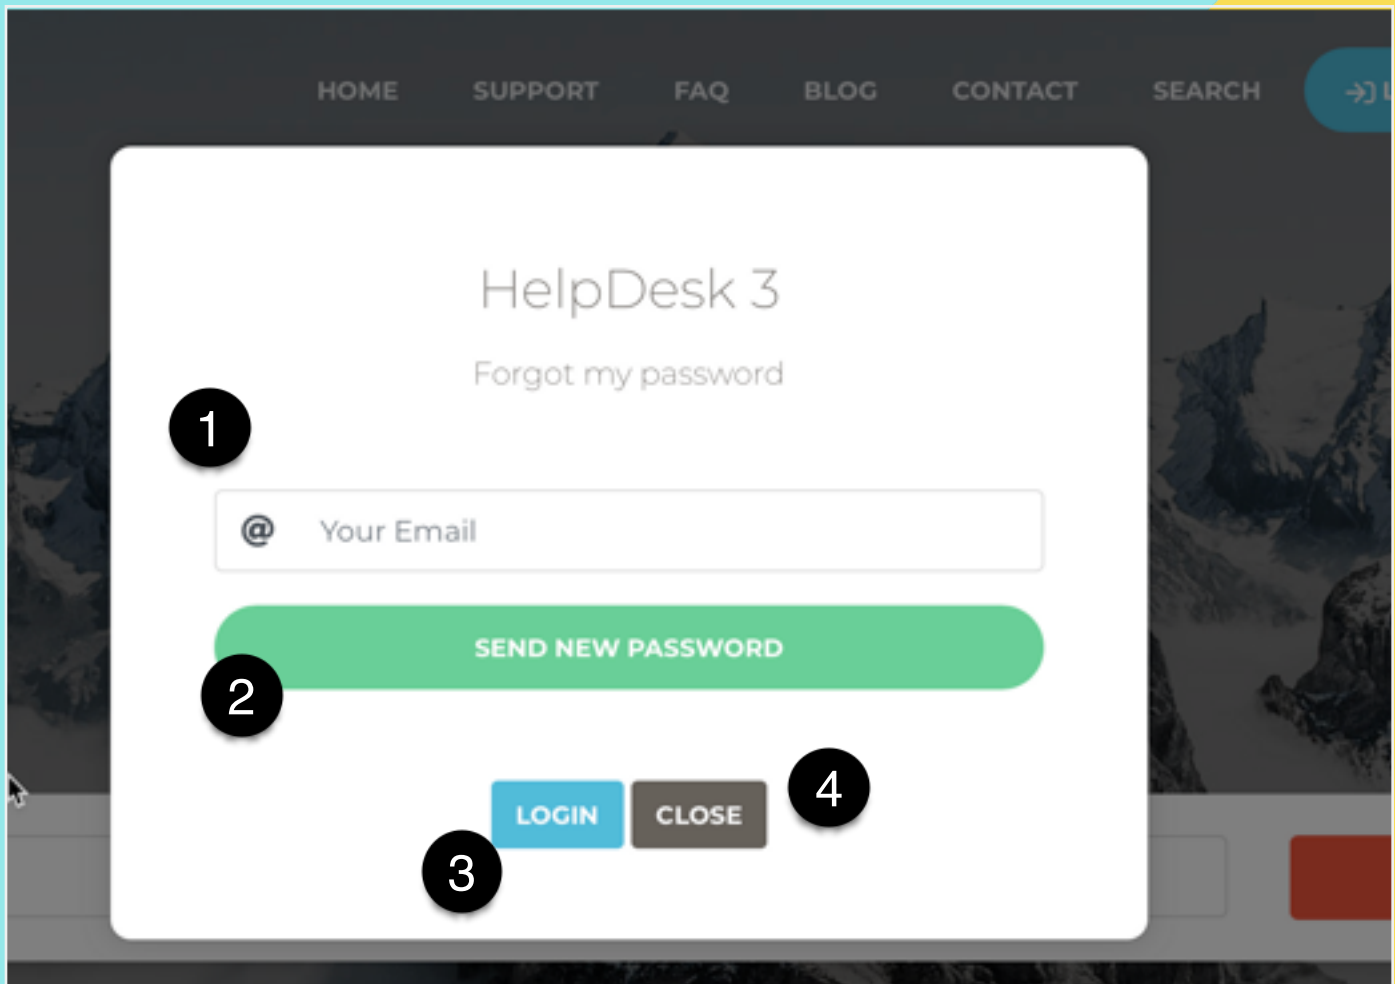 HOME SUPPORT FAQ BLOG CONTACT SEARCH
HelpDesk 3
Forgot my password
1
@ Your Email
SEND NEW PASSWORD
2
4
LOGIN CLOSE
3